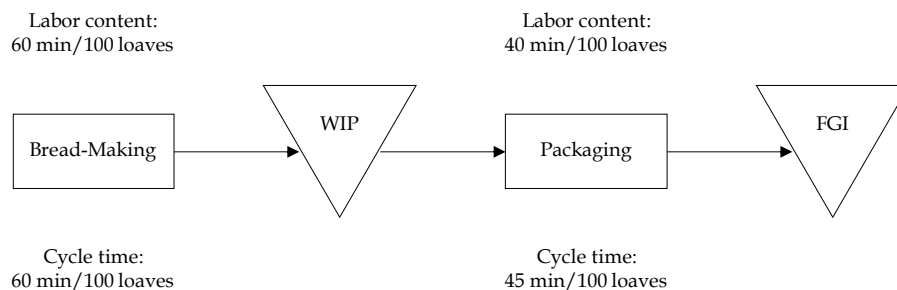 Labor content:
60 min/100 loaves
Labor content:
40 min/100 loaves
Bread-Making
WIP
Packaging
FGI
Cycle time:
60 min/100 loaves
Cycle time:
45 min/100 loaves